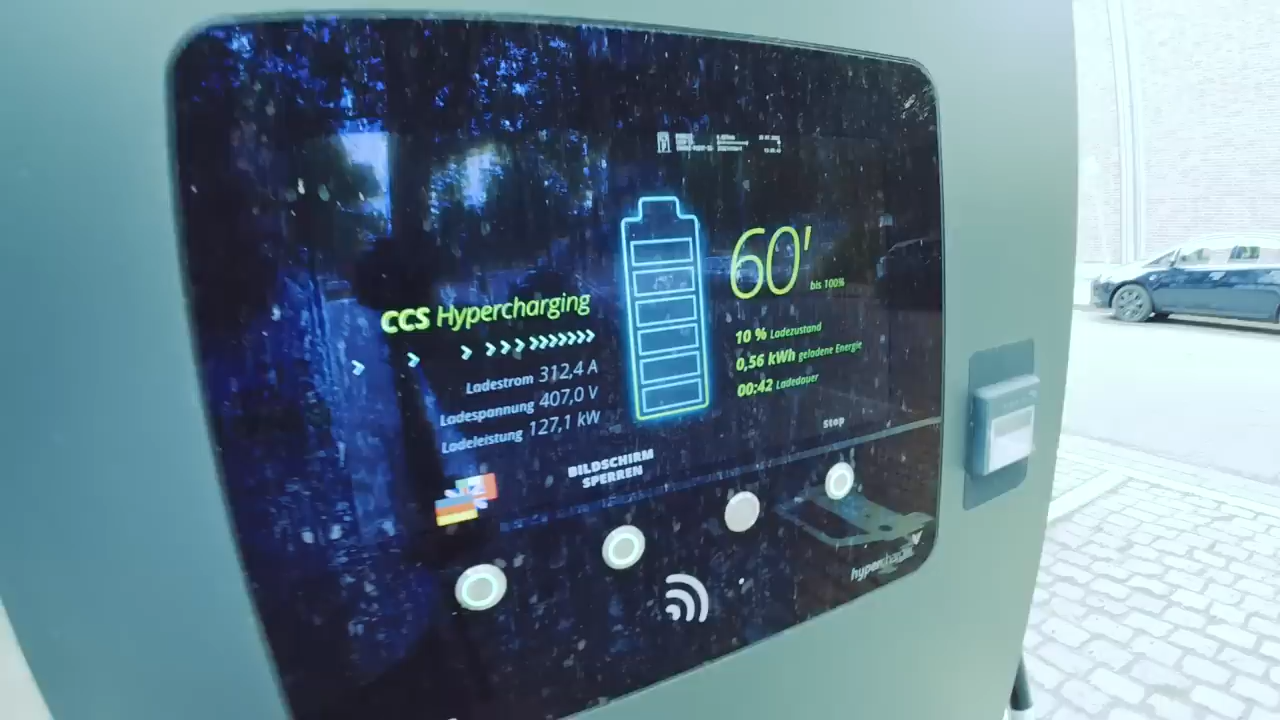 60'
bis 100%
CCS Hypercharging
10 % Ladezustand
0,56 kWh geladene Energie
00:42 Ladedauer
Ladestrom 312,4 A
Ladespannung 407,0 V
Ladeleistung 127,1 kW
Stop
BILDSCHIRM
SPERREN